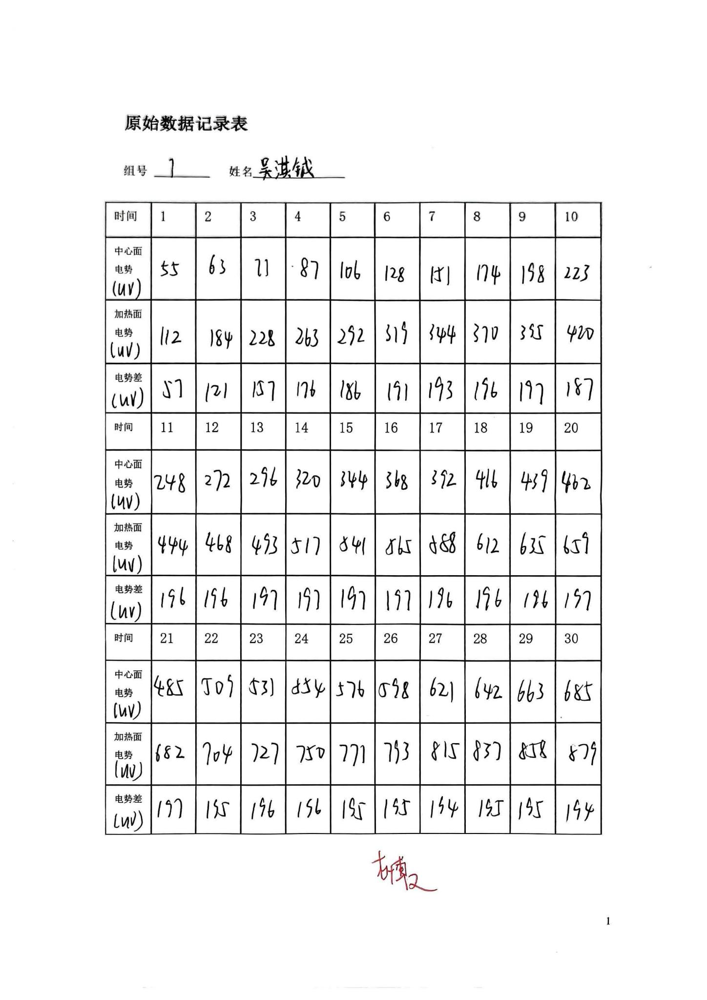 原始数据记录表
组号 7 姓名 吴淇钺
时间 1 2 3 4 5 6 7 8 9 10
中心面电势(UV) 55 63 71 87 106 128 151 174 198 223
加热面电势(UV) 112 184 228 263 292 319 344 370 395 420
电势差(UV) 57 121 157 176 186 191 193 196 197 187
时间 11 12 13 14 15 16 17 18 19 20
中心面电势(UV) 248 272 296 320 344 368 392 416 439 462
加热面电势(UV) 444 468 493 517 541 565 588 612 635 659
电势差(UV) 196 196 197 197 197 197 196 196 196 197
时间 21 22 23 24 25 26 27 28 29 30
中心面电势(UV) 485 509 531 554 576 598 621 642 663 685
加热面电势(UV) 682 704 727 750 771 793 815 837 858 879
电势差(UV) 197 195 196 196 195 195 194 195 195 194
1